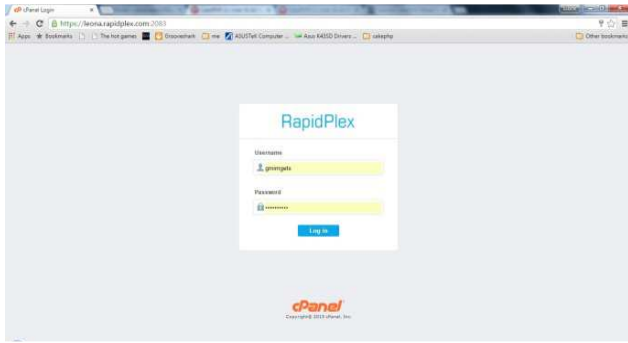 cPanel Login
https://leona.rapidplex.com:2083
Apps Bookmarks The hot games Grooveshark me ASUSTeK Computer ... Asus K45SD Drivers ... cakephp Other bookmarks
RapidPlex
Username
Password
Log in
cPanel
Copyright© 2015 cPanel, Inc.